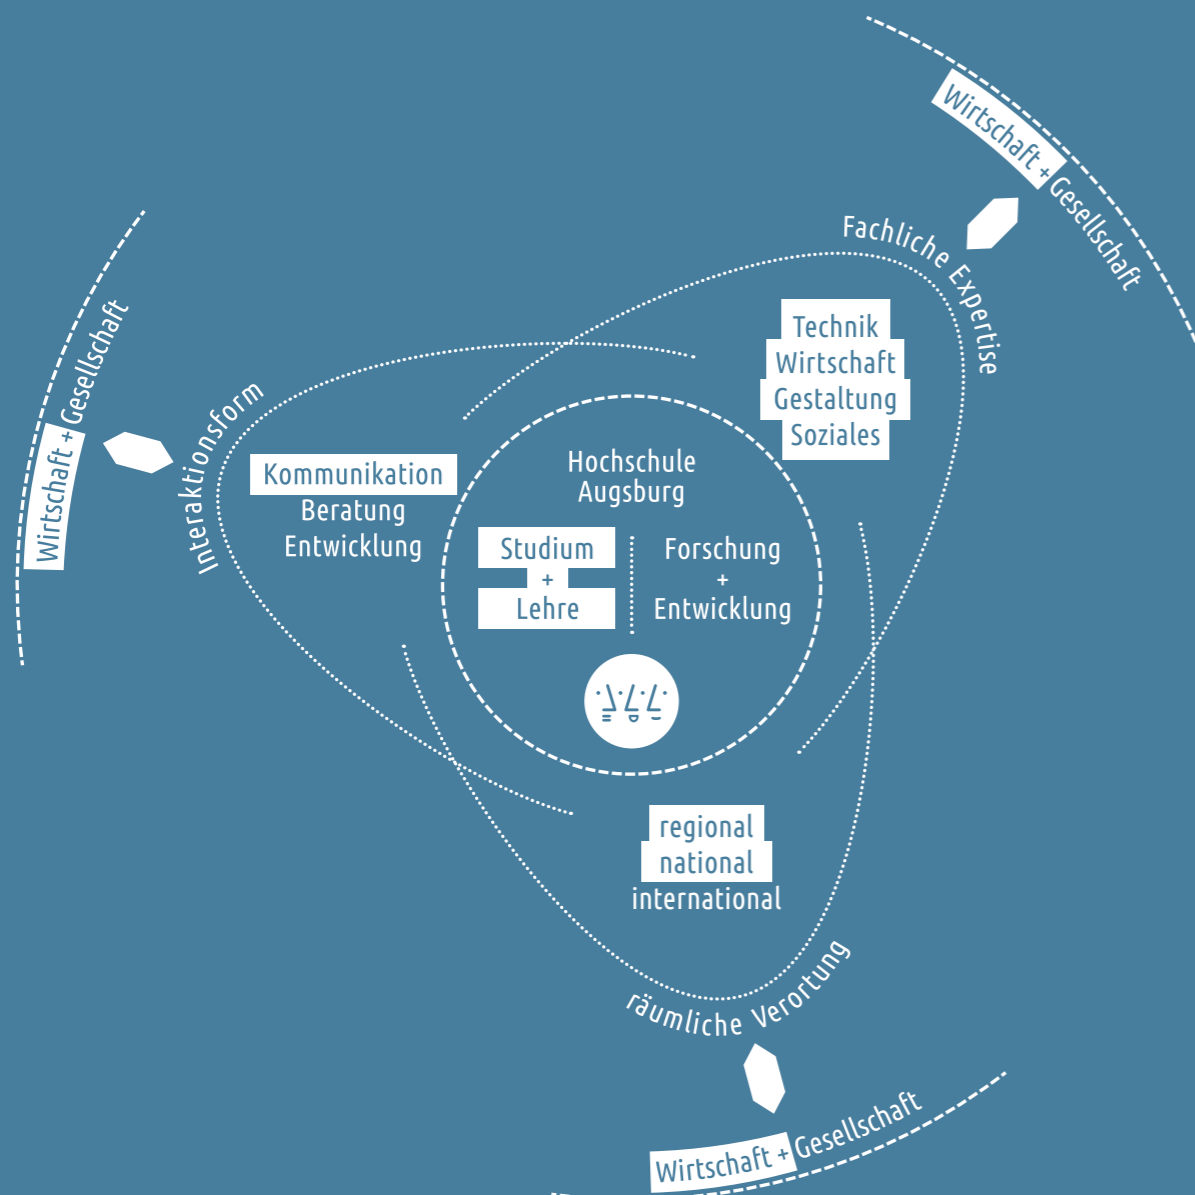 Wirtschaft + Gesellschaft
Fachliche Expertise
Technik
Wirtschaft
Gestaltung
Soziales
Wirtschaft + Gesellschaft
Interaktionsform
Kommunikation
Beratung
Entwicklung
Hochschule
Augsburg
Studium
+
Lehre
Forschung
+
Entwicklung
regional
national
international
räumliche Verortung
Wirtschaft + Gesellschaft